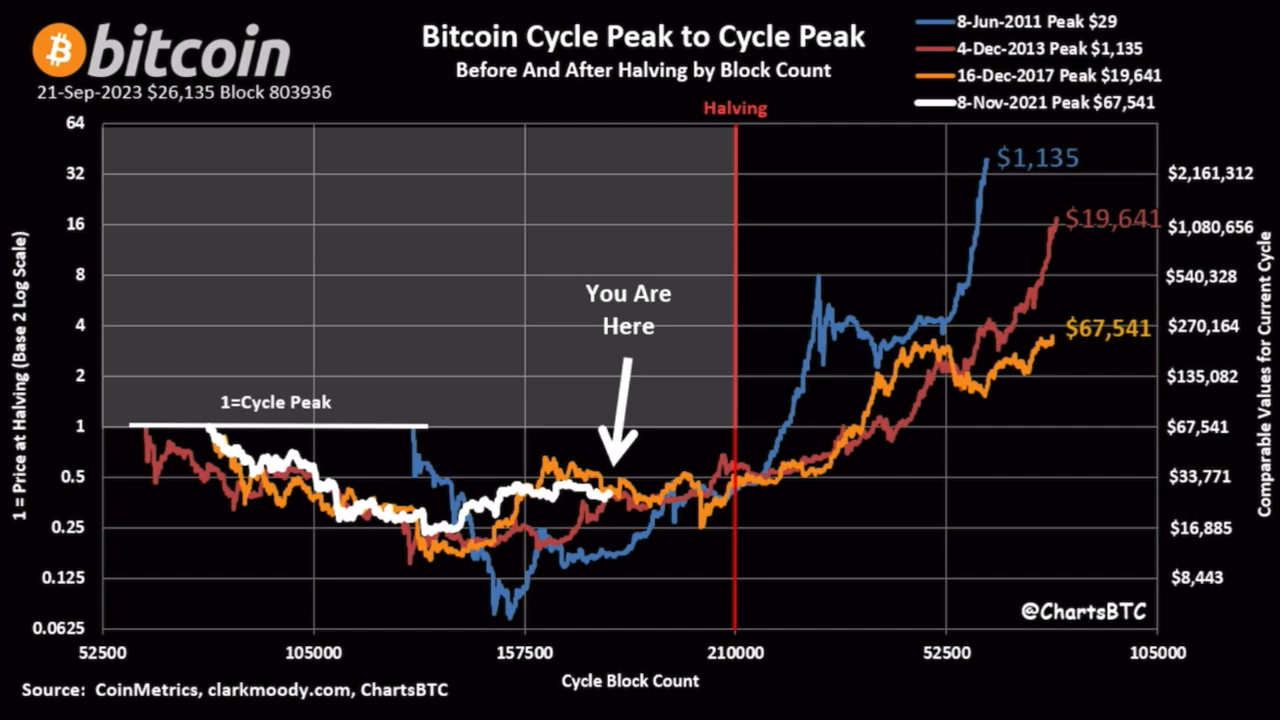 bitcoin
21-Sep-2023 $26,135 Block 803936
Bitcoin Cycle Peak to Cycle Peak
Before And After Halving by Block Count
8-Jun-2011 Peak $29
4-Dec-2013 Peak $1,135
16-Dec-2017 Peak $19,641
8-Nov-2021 Peak $67,541
Halving
64
32
16
8
4
2
1
0.5
0.25
0.125
0.0625
1 = Price at Halving (Base 2 Log Scale)
1=Cycle Peak
You Are
Here
$1,135
$19,641
$67,541
$2,161,312
$1,080,656
$540,328
$270,164
$135,082
$67,541
$33,771
$16,885
$8,443
Comparable Values for Current Cycle
@ChartsBTC
52500
105000
157500
210000
52500
105000
Cycle Block Count
Source: CoinMetrics, clarkmoody.com, ChartsBTC